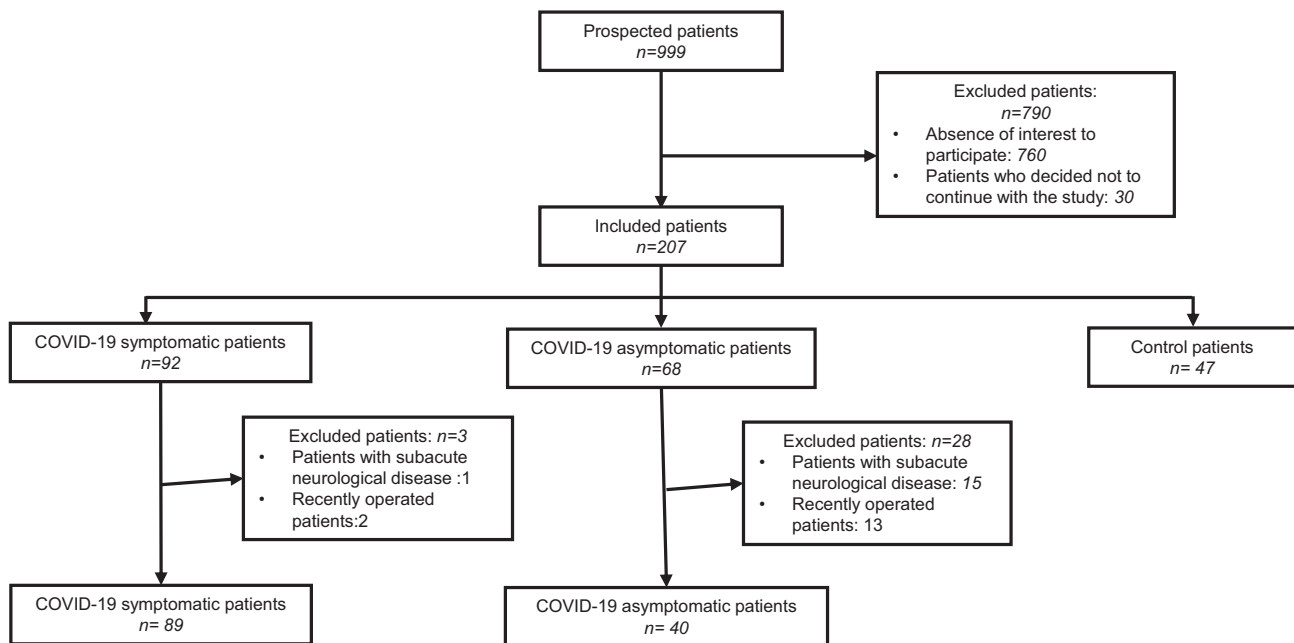 Prospected patients
n=999
Excluded patients:
n=790
• Absence of interest to
participate: 760
• Patients who decided not to
continue with the study: 30
Included patients
n=207
COVID-19 symptomatic patients
n=92
COVID-19 asymptomatic patients
n=68
Control patients
n= 47
Excluded patients: n=3
• Patients with subacute
neurological disease :1
• Recently operated
patients:2
Excluded patients: n=28
• Patients with subacute
neurological disease: 15
• Recently operated
patients: 13
COVID-19 symptomatic patients
n= 89
COVID-19 asymptomatic patients
n= 40